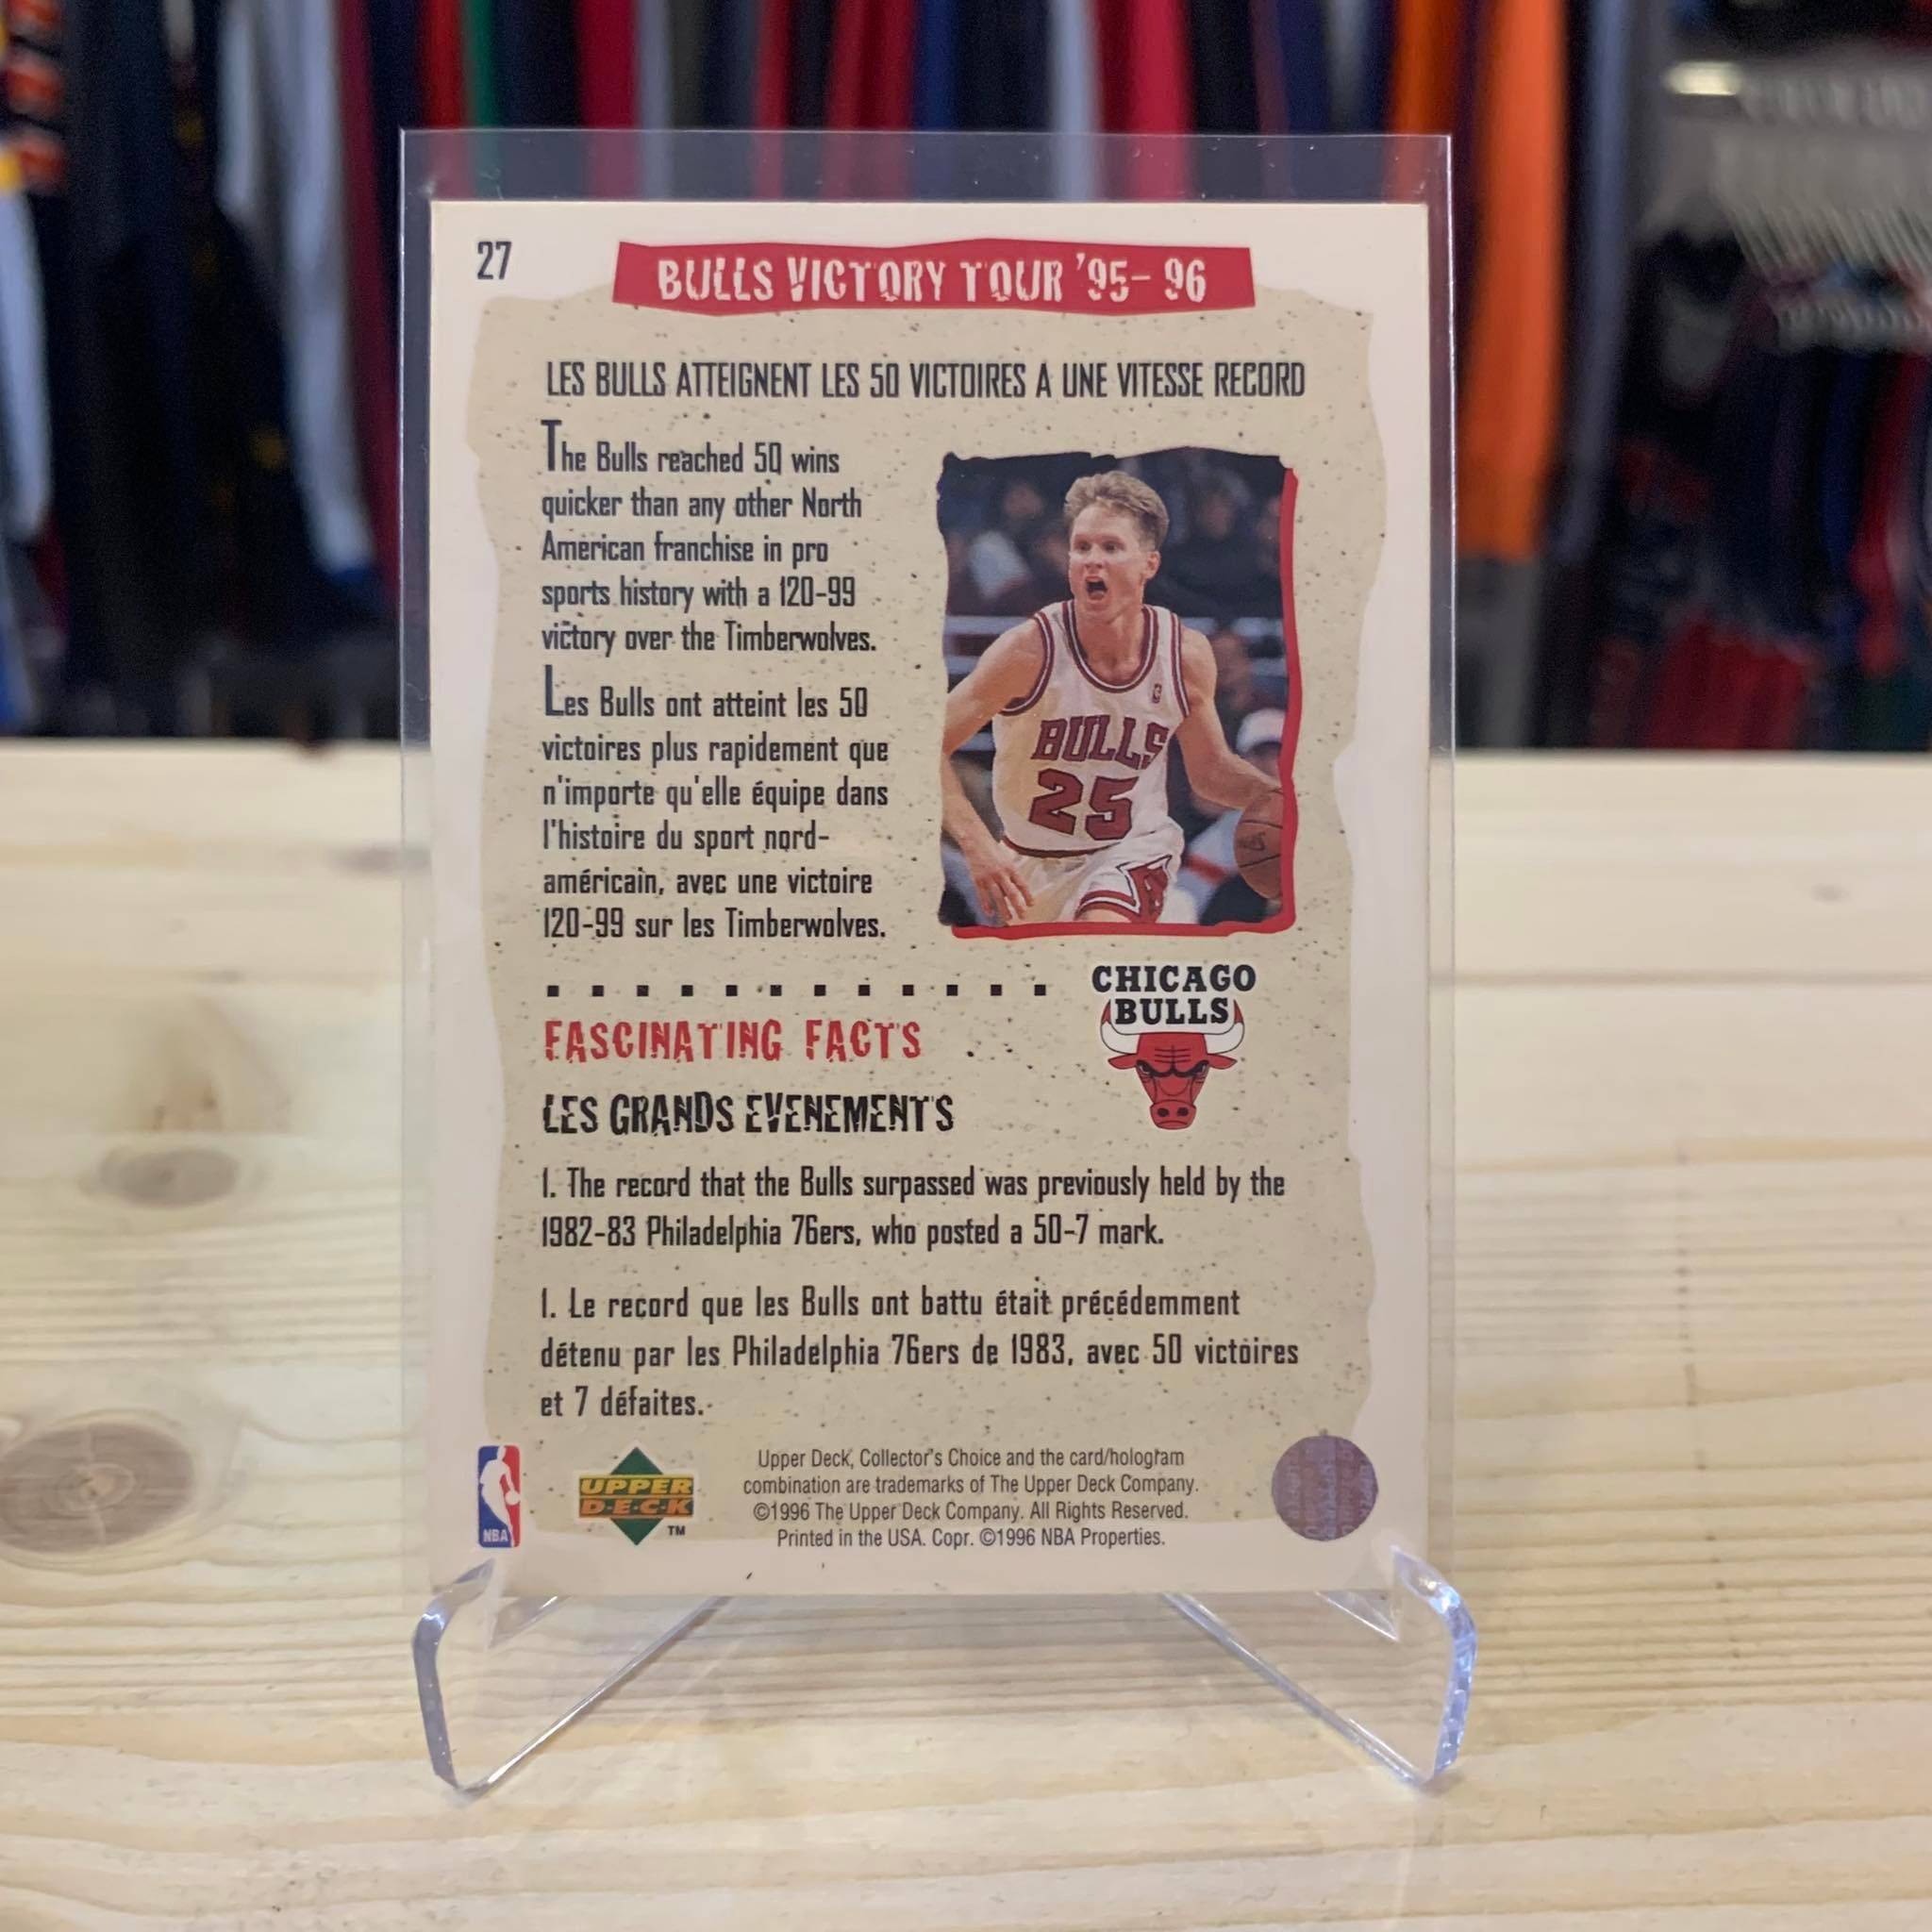 27
BULLS VICTORY TOUR '95-96
LES BULLS ATTEIGNENT LES 50 VICTOIRES A UNE VITESSE RECORD
The Bulls reached 50 wins
quicker than any other North
American franchise in pro
sports history with a 120-99
victory over the Timberwolves.
Les Bulls ont atteint les 50
victoires plus rapidement que
n'importe qu'elle équipe dans
l'histoire du sport nord-
américain, avec une victoire
120-99 sur les Timberwolves.
BULLS
25
CHICAGO
BULLS
FASCINATING FACTS
LES GRANDS EVENEMENTS
1. The record that the Bulls surpassed was previously held by the
1982-83 Philadelphia 76ers, who posted a 50-7 mark.
1. Le record que les Bulls ont battu était précédemment
détenu par les Philadelphia 76ers de 1983, avec 50 victoires
et 7 défaites.
NBA
UPPER
D·E·C·K
TM
Upper Deck, Collector's Choice and the card/hologram
combination are trademarks of The Upper Deck Company.
©1996 The Upper Deck Company. All Rights Reserved.
Printed in the USA. Copr. ©1996 NBA Properties.